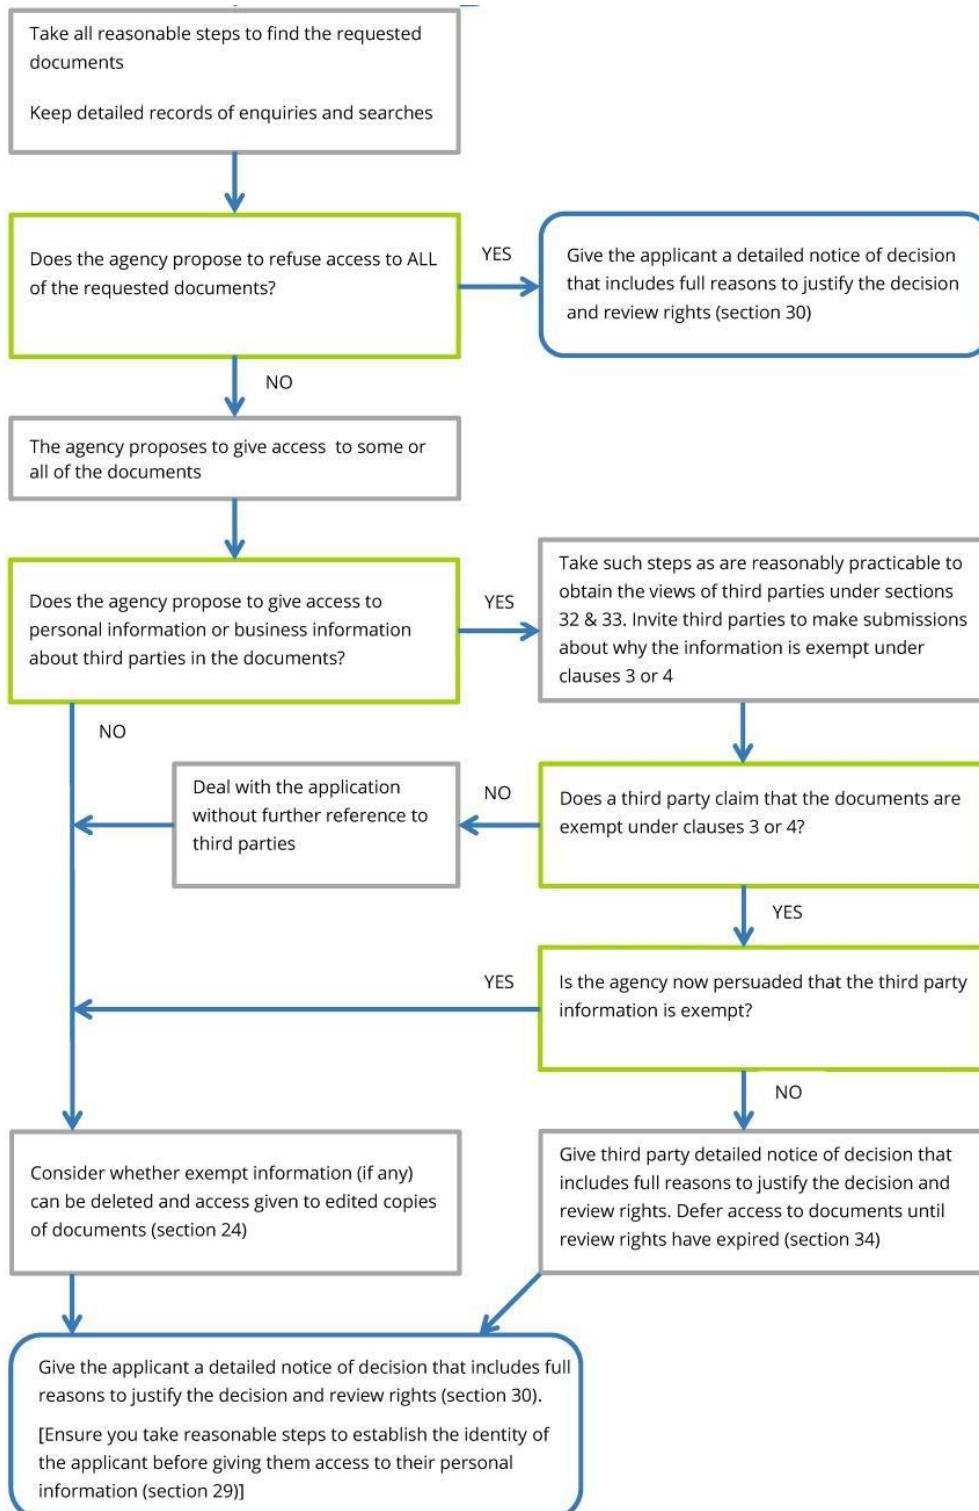 Take all reasonable steps to find the requested
documents
Keep detailed records of enquiries and searches
Does the agency propose to refuse access to ALL
of the requested documents?
YES
Give the applicant a detailed notice of decision
that includes full reasons to justify the decision
and review rights (section 30)
NO
The agency proposes to give access to some or
all of the documents
Does the agency propose to give access to
personal information or business information
about third parties in the documents?
YES
Take such steps as are reasonably practicable to
obtain the views of third parties under sections
32 & 33. Invite third parties to make submissions
about why the information is exempt under
clauses 3 or 4
NO
Deal with the application
without further reference to
third parties
NO
Does a third party claim that the documents are
exempt under clauses 3 or 4?
YES
YES
Is the agency now persuaded that the third party
information is exempt?
NO
Consider whether exempt information (if any)
can be deleted and access given to edited copies
of documents (section 24)
Give third party detailed notice of decision that
includes full reasons to justify the decision and
review rights. Defer access to documents until
review rights have expired (section 34)
Give the applicant a detailed notice of decision that includes full
reasons to justify the decision and review rights (section 30).
[Ensure you take reasonable steps to establish the identity of
the applicant before giving them access to their personal
information (section 29)]